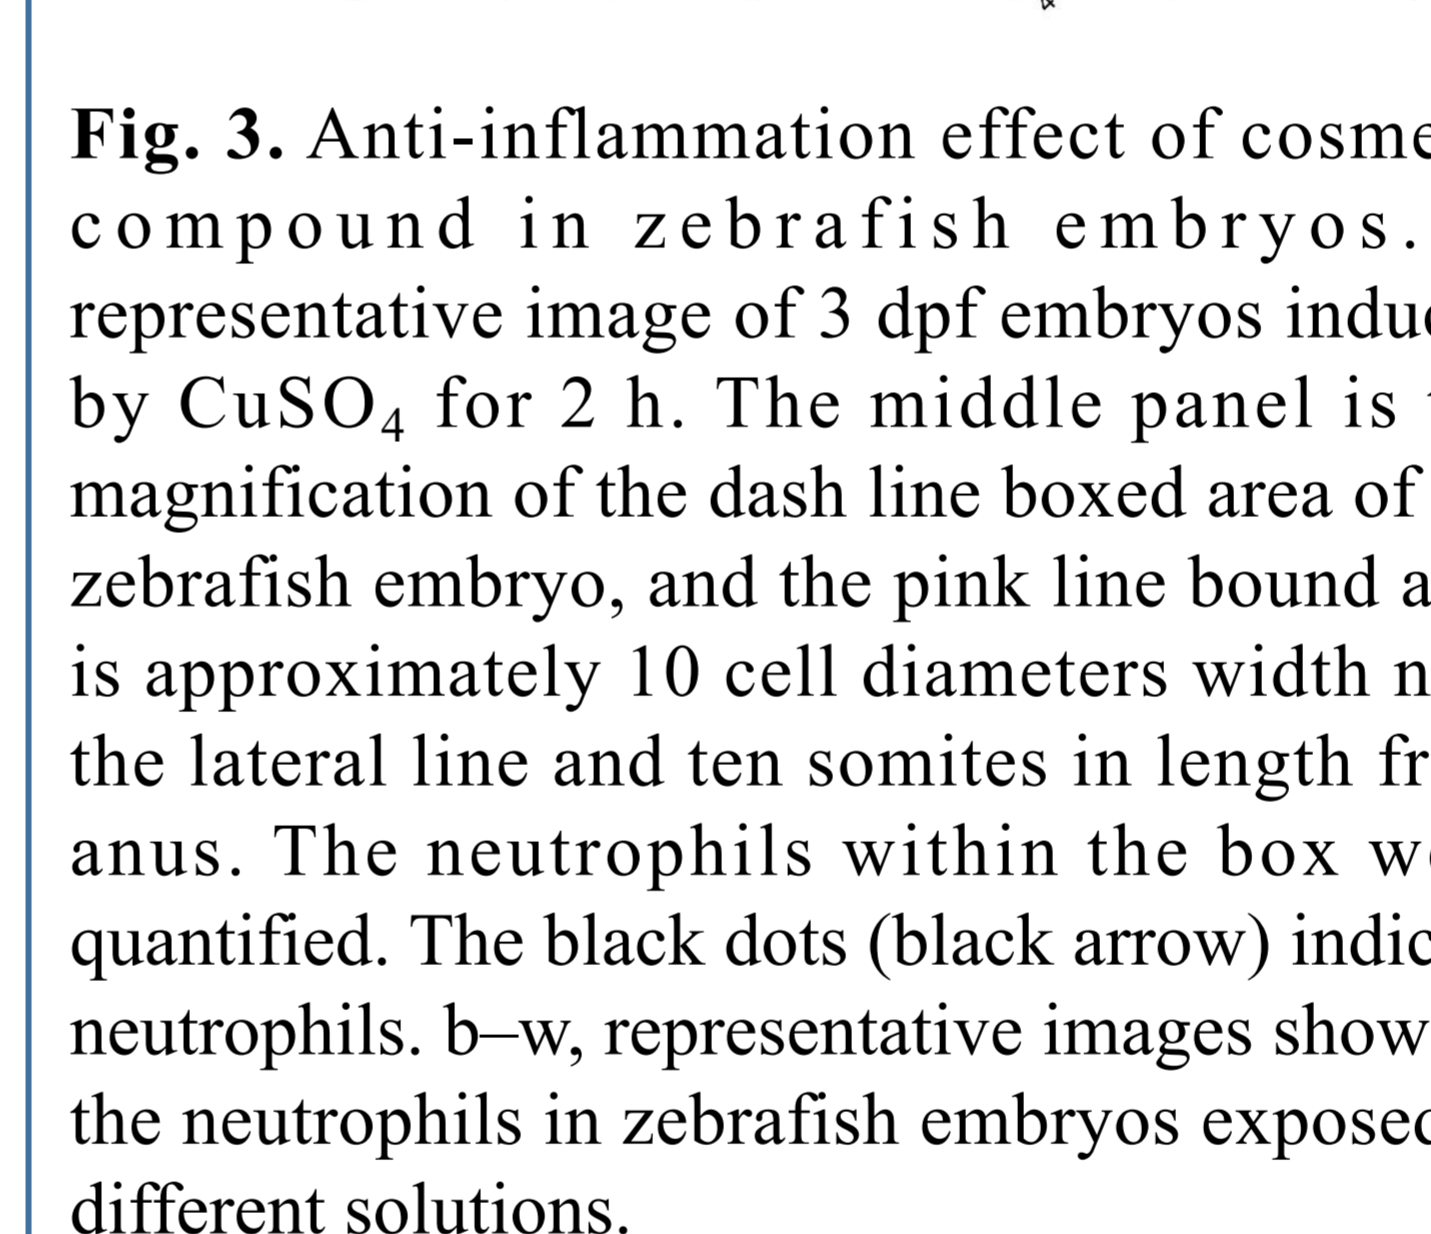 Fig. 3. Anti-inflammation effect of cosme
compound in zebrafish embryos.
representative image of 3 dpf embryos indu
by CuSO₄ for 2 h. The middle panel is
magnification of the dash line boxed area of
zebrafish embryo, and the pink line bound a
is approximately 10 cell diameters width n
the lateral line and ten somites in length fr
anus. The neutrophils within the box w
quantified. The black dots (black arrow) indic
neutrophils. b–w, representative images show
the neutrophils in zebrafish embryos exposed
different solutions.